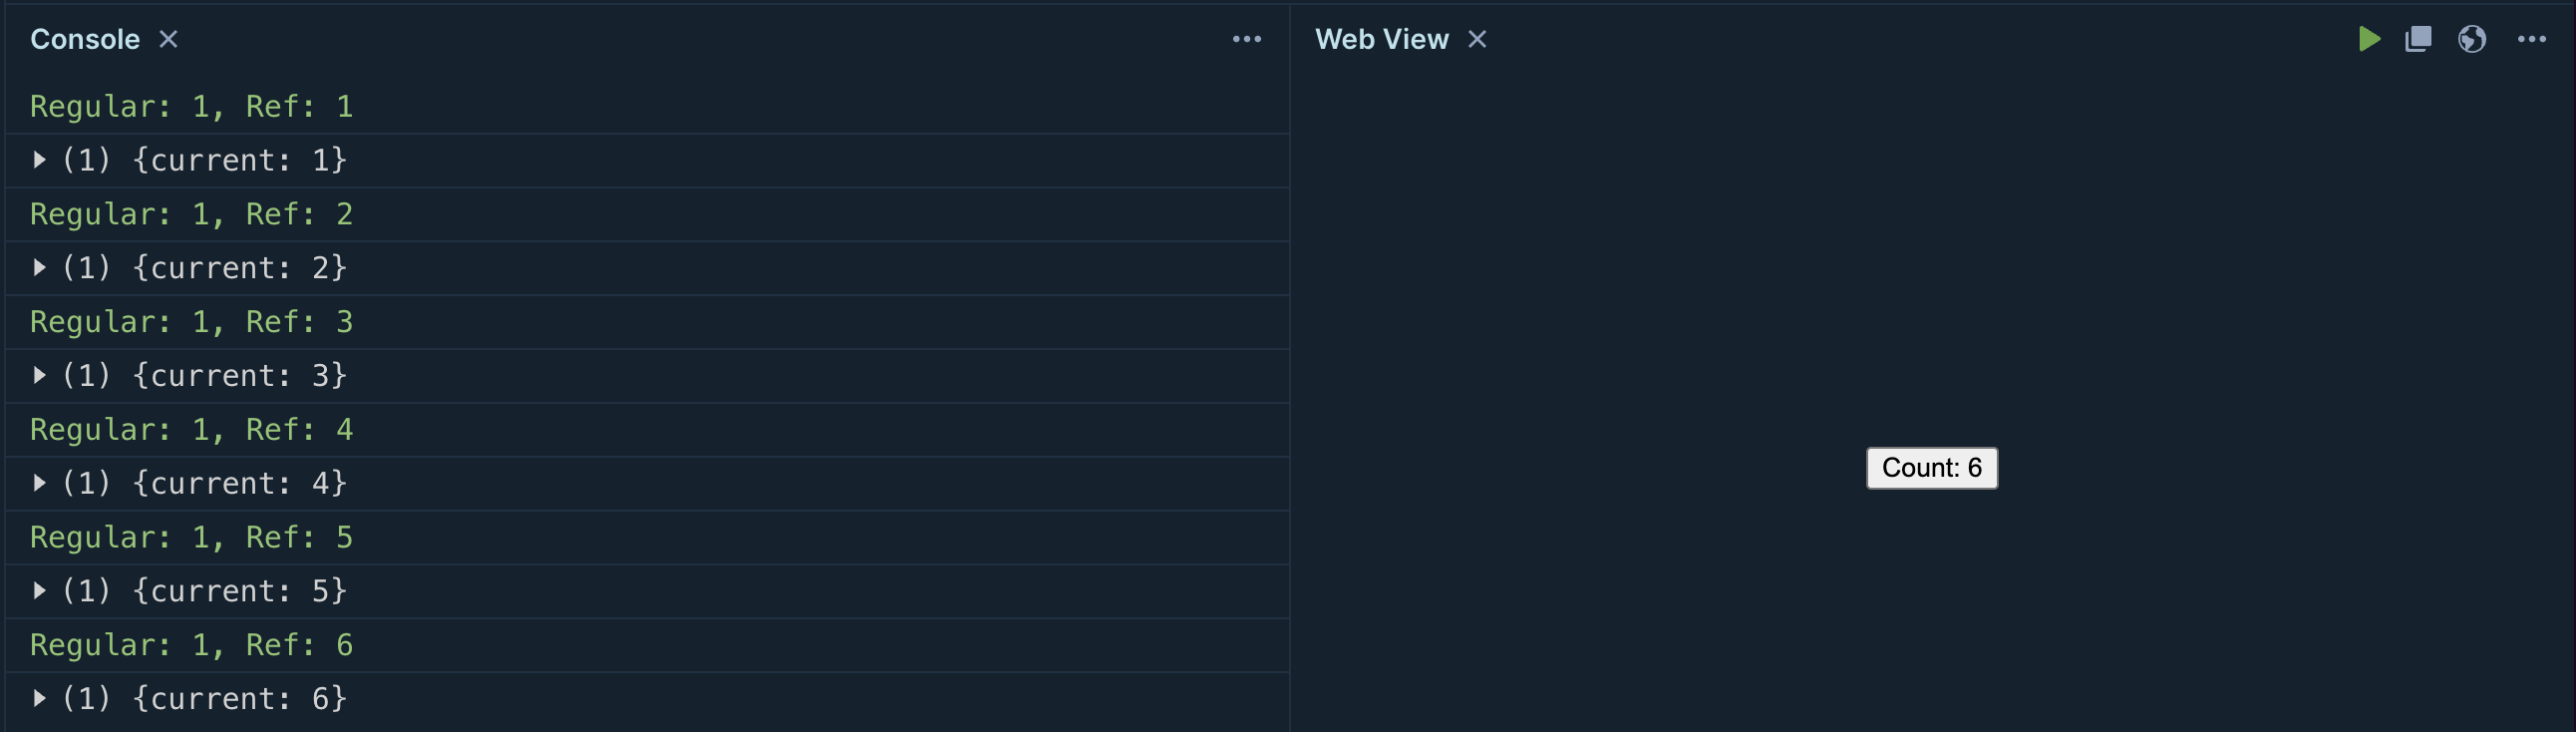 Console
Regular: 1, Ref: 1
(1) {current: 1}
Regular: 1, Ref: 2
(1) {current: 2}
Regular: 1, Ref: 3
(1) {current: 3}
Regular: 1, Ref: 4
(1) {current: 4}
Regular: 1, Ref: 5
(1) {current: 5}
Regular: 1, Ref: 6
(1) {current: 6}
Web View
Count: 6